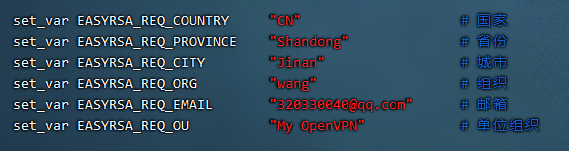 set_var EASYRSA_REQ_COUNTRY "CN" # 国家
set_var EASYRSA_REQ_PROVINCE "Shandong" # 省份
set_var EASYRSA_REQ_CITY "Jinan" # 城市
set_var EASYRSA_REQ_ORG "wang" # 组织
set_var EASYRSA_REQ_EMAIL "320330040@qq.com" # 邮箱
set_var EASYRSA_REQ_OU "My OpenVPN" # 单位组织